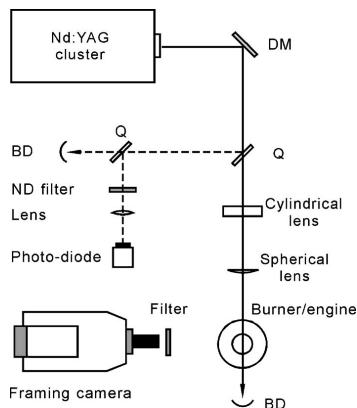 Nd:YAG
cluster
DM
Q
BD
Q
ND filter
Lens
Cylindrical
lens
Photo-diode
Spherical
lens
Filter
Burner/engine
Framing camera
BD